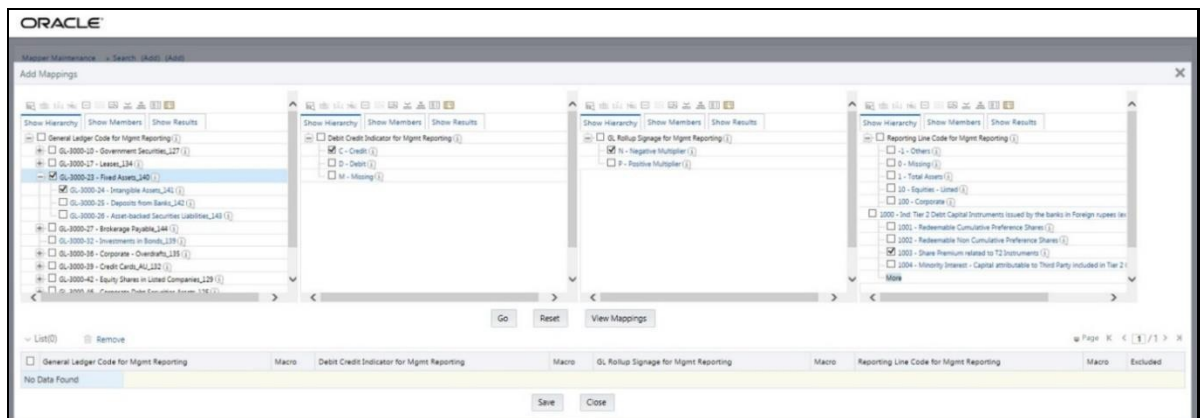 ORACLE
Mapper Maintenance > Search (Add) (Add)
Add Mappings
Show Hierarchy Show Members Show Results
General Ledger Code for Mgmt Reporting
GL-3000-10 - Government Securities_127
GL-3000-17 - Leases_134
GL-3000-23 - Fixed Assets_140
GL-3000-24 - Intangible Assets_141
GL-3000-25 - Deposits from Banks_142
GL-3000-26 - Asset-backed Securities Liabilities_143
GL-3000-27 - Brokerage Payable_144
GL-3000-32 - Investments in Bonds_139
GL-3000-38 - Corporate - Overdrafts_135
GL-3000-39 - Credit Cards_AU_132
GL-3000-42 - Equity Shares in Listed Companies_129
GL-3000-46 - Corporate Debt Securities Assets_128
Show Hierarchy Show Members Show Results
Debit Credit Indicator for Mgmt Reporting
C - Credit
D - Debit
M - Missing
Show Hierarchy Show Members Show Results
GL Rollup Signage for Mgmt Reporting
N - Negative Multiplier
P - Positive Multiplier
Show Hierarchy Show Members Show Results
Reporting Line Code for Mgmt Reporting
-1 - Others
0 - Missing
1 - Total Assets
10 - Equities - Listed
100 - Corporate
1000 - Ind: Tier 2 Debt Capital Instruments issued by the banks in Foreign rupees
1001 - Redeemable Cumulative Preference Shares
1002 - Redeemable Non Cumulative Preference Shares
1003 - Share Premium related to T2 Instruments
1004 - Minority Interest - Capital attributable to Third Party included in Tier 2
More
Go Reset View Mappings
List(0) Remove Page 1 / 1
General Ledger Code for Mgmt Reporting Macro Debit Credit Indicator for Mgmt Reporting Macro GL Rollup Signage for Mgmt Reporting Macro Reporting Line Code for Mgmt Reporting Macro Excluded
No Data Found
Save Close